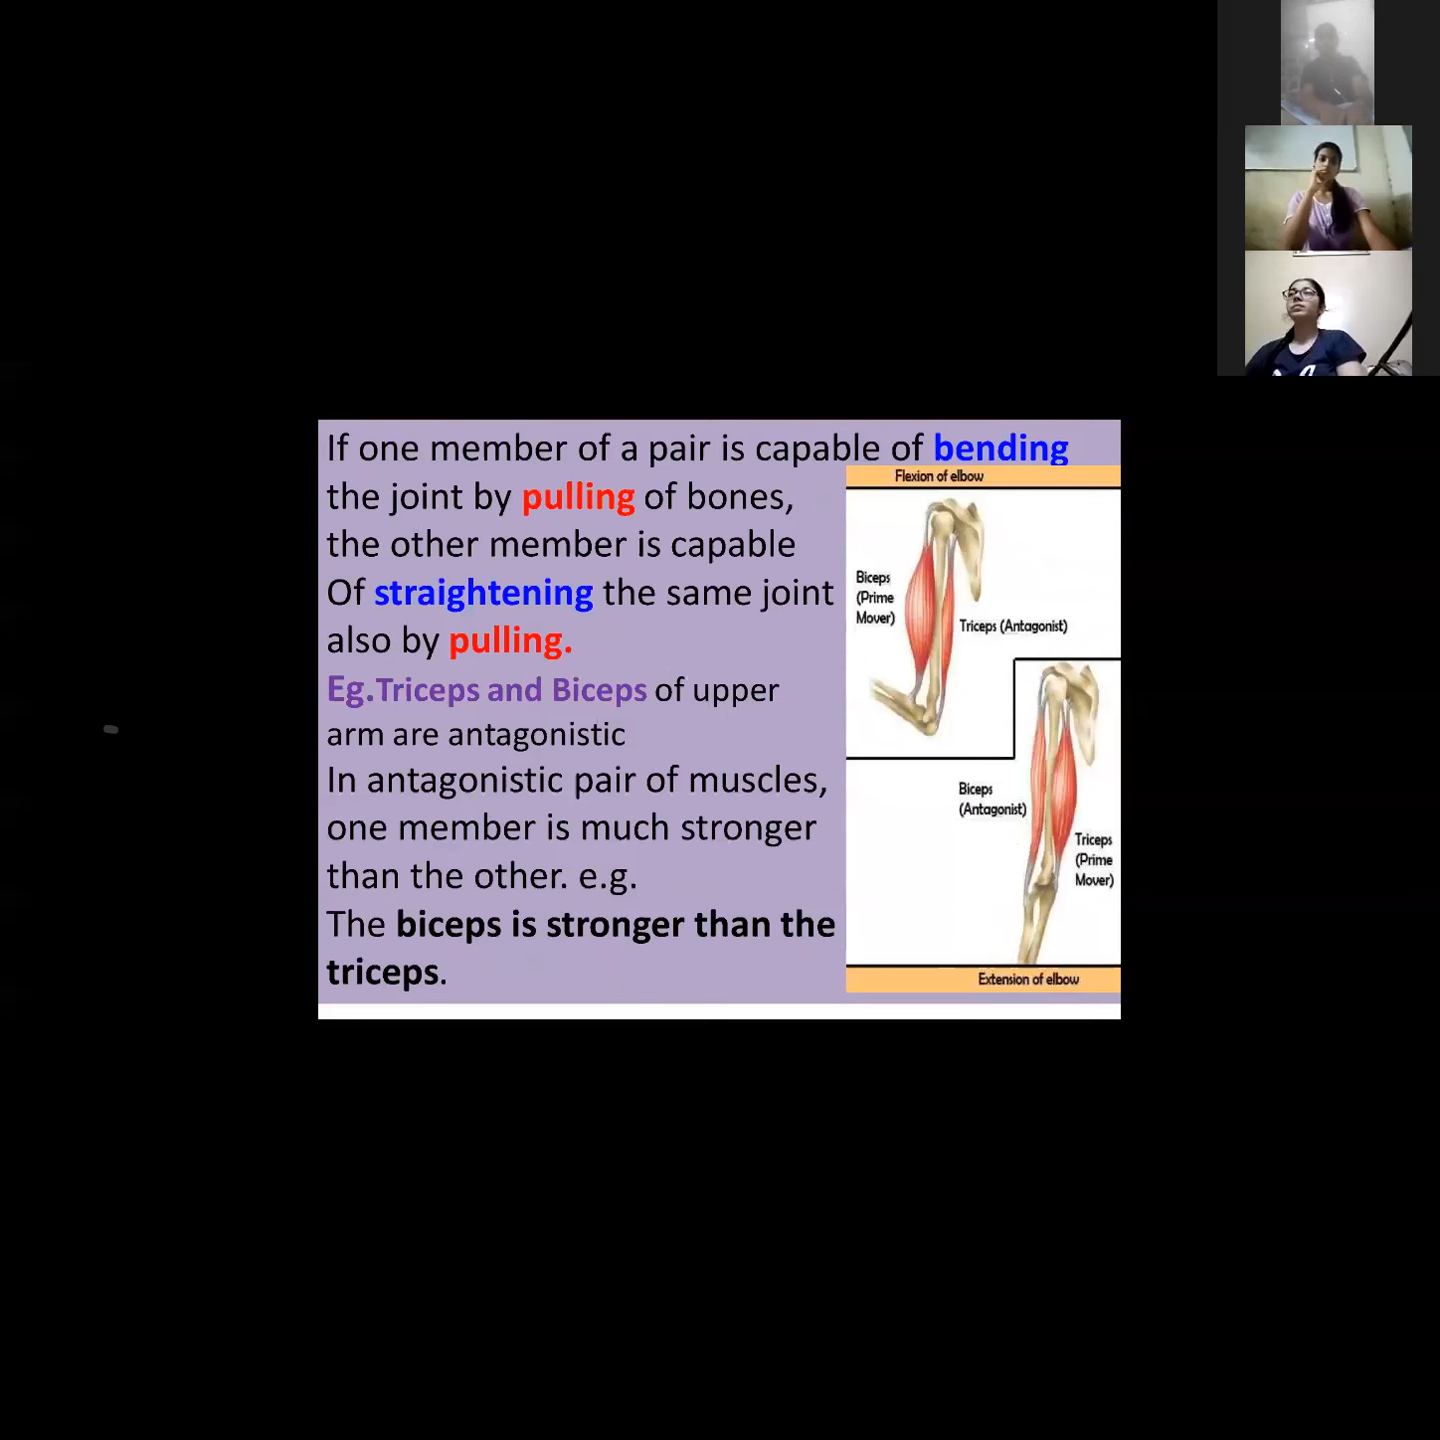 If one member of a pair is capable of bending
the joint by pulling of bones,
the other member is capable
Of straightening the same joint
also by pulling.
Eg.Triceps and Biceps of upper
arm are antagonistic
In antagonistic pair of muscles,
one member is much stronger
than the other. e.g.
The biceps is stronger than the
triceps.
Flexion of elbow
Biceps
(Prime
Mover)
Triceps (Antagonist)
Biceps
(Antagonist)
Triceps
(Prime
Mover)
Extension of elbow